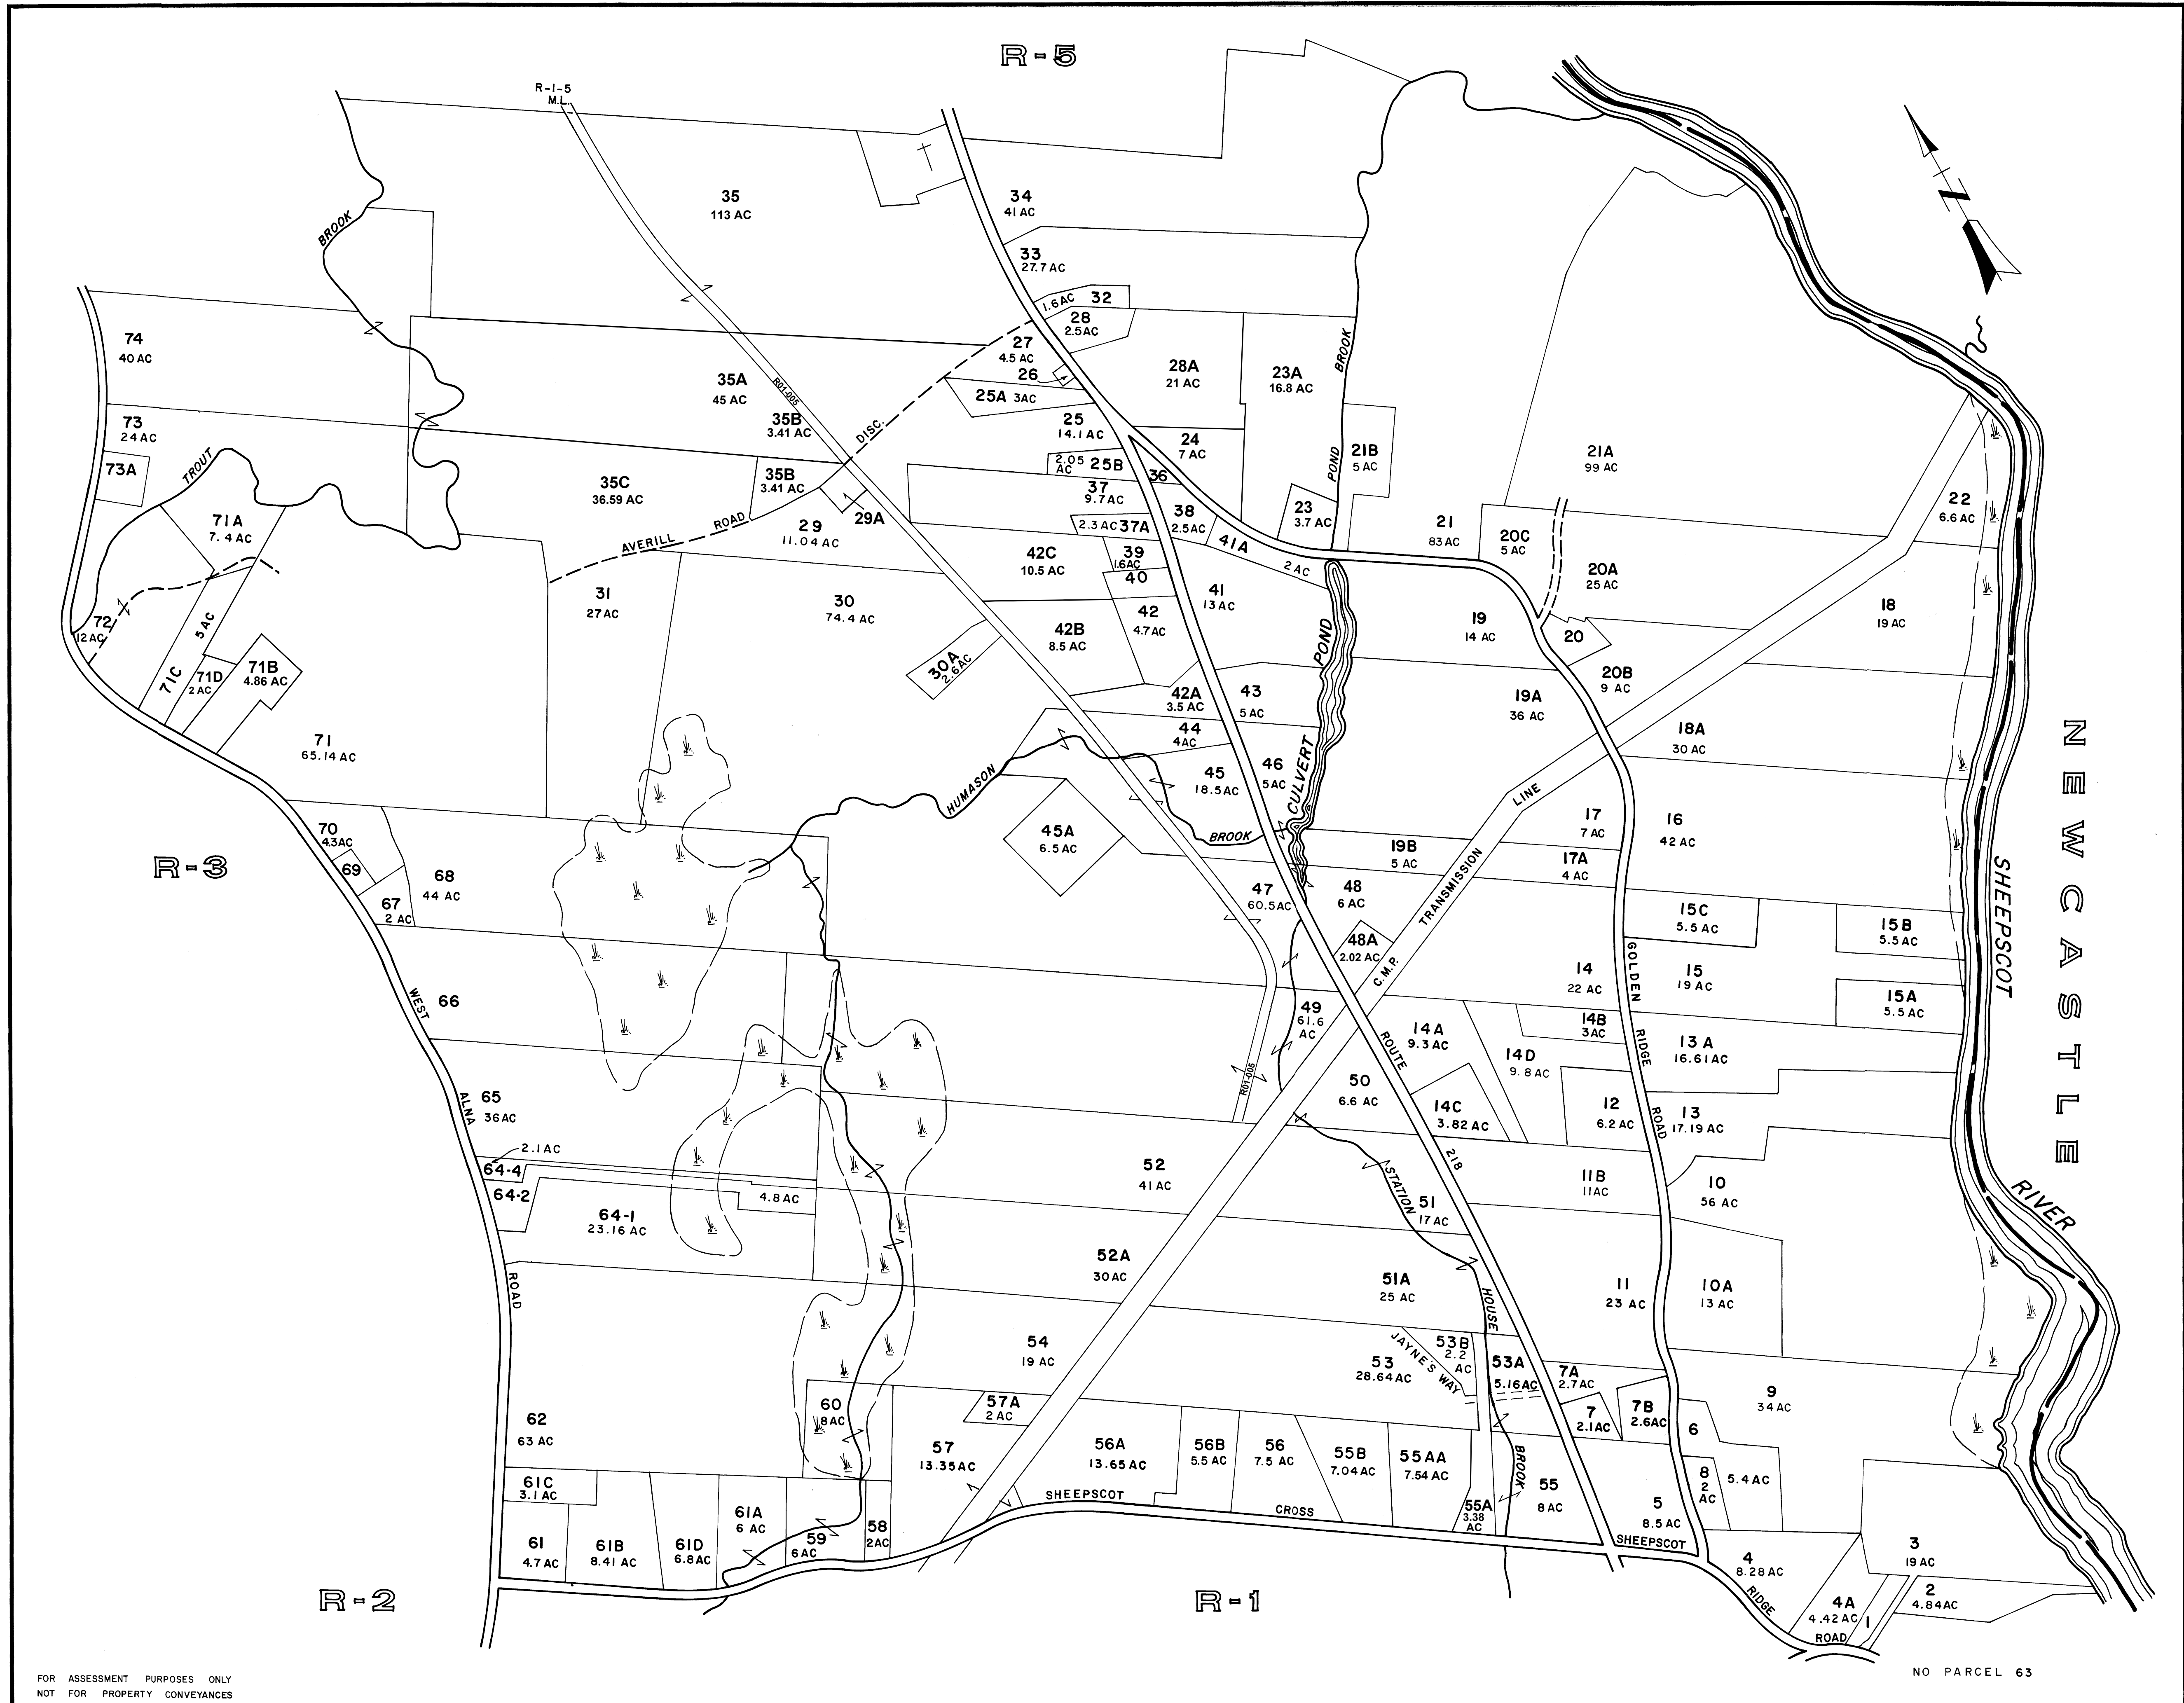 R-5
R-1-5
M.L.
35
113 AC
34
41 AC
BROOK
33
27.7 AC
1.6 AC 32
28
2.5 AC
74
40 AC
27
4.5 AC
26
28A
21 AC
23A
16.8 AC
BROOK
POND
35A
45 AC
R01-005
35B
3.41 AC
DISC.
25A 3AC
25
14.1 AC
24
7 AC
21B
5 AC
21A
99 AC
73
24 AC
73A
TROUT
35C
36.59 AC
35B
3.41 AC
2.05
AC 25B
36
37
9.7 AC
22
6.6 AC
71A
7.4 AC
AVERILL ROAD
29
11.04 AC
29A
2.3 AC 37A
38
2.5 AC
41A
2 AC
23
3.7 AC
21
83 AC
20C
5 AC
20A
25 AC
42C
10.5 AC
39
1.6AC
40
31
27 AC
30
74.4 AC
41
13 AC
42
4.7 AC
42B
8.5 AC
19
14 AC
20
18
19 AC
72
12 AC
5 AC
71C
71D
2 AC
71B
4.86 AC
30A
2.6 AC
20B
9 AC
42A
3.5 AC
43
5 AC
19A
36 AC
71
65.14 AC
44
4 AC
18A
30 AC
CULVERT POND
HUMASON
BROOK
45
18.5 AC
46
5 AC
LINE
NEWCASTLE
70
4.3 AC
69
R-3
68
44 AC
67
2 AC
45A
6.5 AC
19B
5 AC
17
7 AC
17A
4 AC
16
42 AC
47
60.5 AC
48
6 AC
48A
2.02 AC
C.M.P. TRANSMISSION
15C
5.5 AC
15B
5.5 AC
SHEEPSCOT
RIVER
66
WEST
ALNA
ROAD
14
22 AC
15
19 AC
15A
5.5 AC
GOLDEN
RIDGE
ROAD
49
61.6
AC
R01-005
ROUTE
218
14A
9.3 AC
14B
3 AC
14D
9.8 AC
13 A
16.61 AC
65
36 AC
50
6.6 AC
14C
3.82 AC
12
6.2 AC
13
17.19 AC
2.1 AC
64-4
64-2
4.8 AC
52
41 AC
STATION
HOUSE
BROOK
51
17 AC
11B
11 AC
10
56 AC
64-1
23.16 AC
52A
30 AC
51A
25 AC
11
23 AC
10A
13 AC
54
19 AC
53
28.64 AC
JAYNE'S WAY
53B
2.2
AC
53A
5.16 AC
7A
2.7 AC
7
2.1 AC
7B
2.6 AC
9
34 AC
6
62
63 AC
60
8 AC
57A
2 AC
57
13.35 AC
56A
13.65 AC
56B
5.5 AC
56
7.5 AC
55B
7.04 AC
55AA
7.54 AC
55A
3.38
AC
55
8 AC
8
2
AC
5.4 AC
5
8.5 AC
61C
3.1 AC
61
4.7 AC
61B
8.41 AC
61D
6.8 AC
61A
6 AC
59
6 AC
58
2 AC
SHEEPSCOT CROSS
SHEEPSCOT
RIDGE
ROAD
4
8.28 AC
3
19 AC
2
4.84 AC
4A
4.42 AC
1
R-2
R-1
NO PARCEL 63
FOR ASSESSMENT PURPOSES ONLY
NOT FOR PROPERTY CONVEYANCES